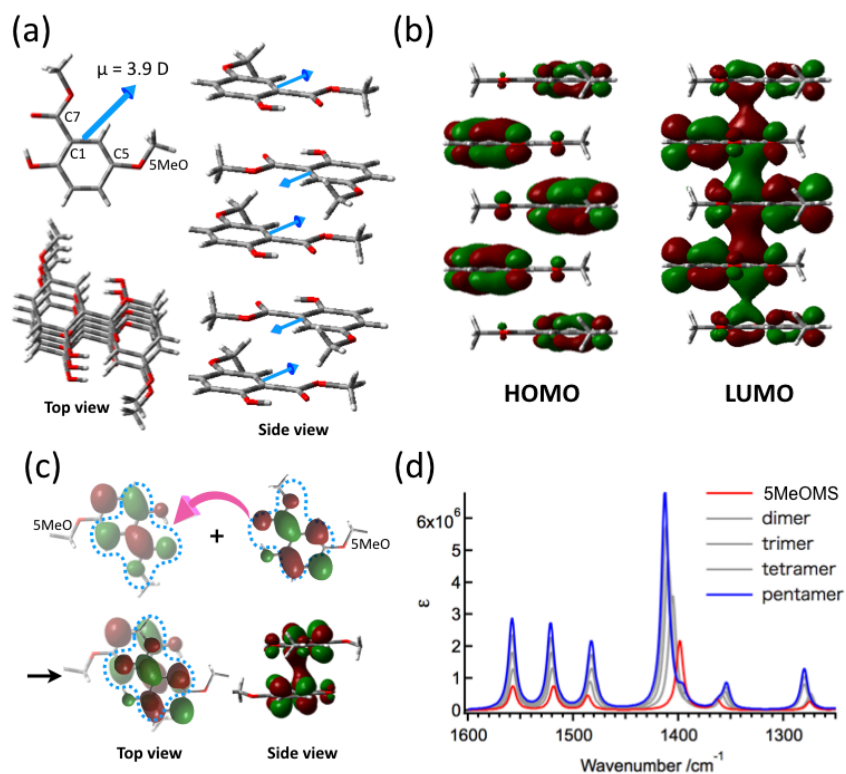 (a)
μ = 3.9 D
C7
C1
C5
5MeO
Top view
Side view
(b)
HOMO
LUMO
(c)
5MeO
+
5MeO
Top view
Side view
(d)
5MeOMS
dimer
trimer
tetramer
pentamer
6x10⁶
5
4
3
2
1
0
ε
1600
1500
1400
1300
Wavenumber /cm⁻¹